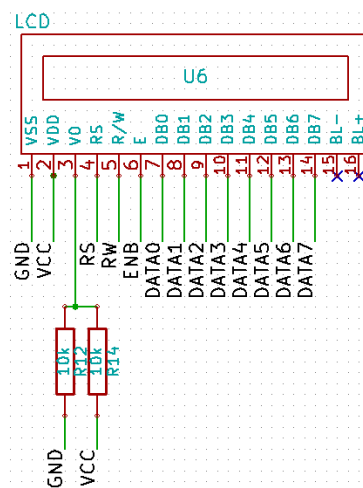 LCD
U6
VSS
VDD
VO
RS
R/W
E
DB0
DB1
DB2
DB3
DB4
DB5
DB6
DB7
BL-
BL+
1
2
3
4
5
6
7
8
9
10
11
12
13
14
15
16
GND
VCC
RS
RW
ENB
DATA0
DATA1
DATA2
DATA3
DATA4
DATA5
DATA6
DATA7
10k
R12
10k
R14
GND
VCC